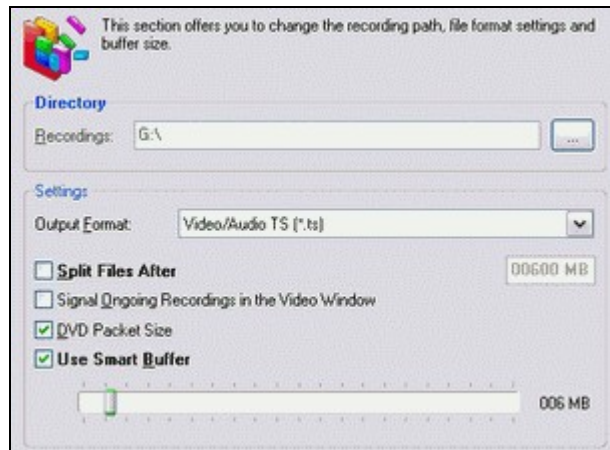 This section offers you to change the recording path, file format settings and
buffer size.
Directory
Recordings: G:\ ...
Settings
Output Format: Video/Audio TS (*.ts)
Split Files After 00600 MB
Signal Ongoing Recordings in the Video Window
DVD Packet Size
Use Smart Buffer
006 MB